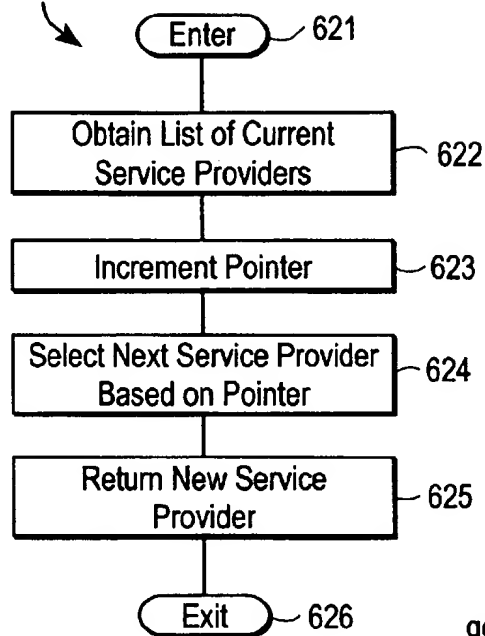 Enter 621
Obtain List of Current
Service Providers 622
Increment Pointer 623
Select Next Service Provider
Based on Pointer 624
Return New Service
Provider 625
Exit 626